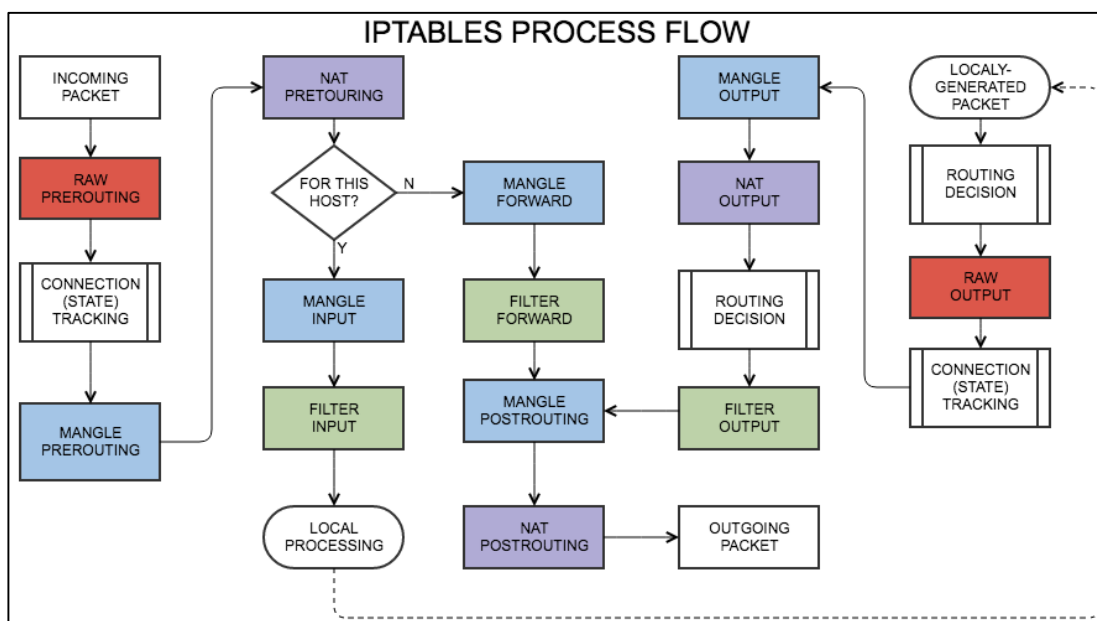 IPTABLES PROCESS FLOW
INCOMING
PACKET
RAW
PREROUTING
CONNECTION
(STATE)
TRACKING
MANGLE
PREROUTING
NAT
PRETOURING
FOR THIS
HOST?
N
Y
MANGLE
INPUT
FILTER
INPUT
LOCAL
PROCESSING
MANGLE
FORWARD
FILTER
FORWARD
MANGLE
POSTROUTING
NAT
POSTROUTING
MANGLE
OUTPUT
NAT
OUTPUT
ROUTING
DECISION
FILTER
OUTPUT
OUTGOING
PACKET
LOCALY-
GENERATED
PACKET
ROUTING
DECISION
RAW
OUTPUT
CONNECTION
(STATE)
TRACKING